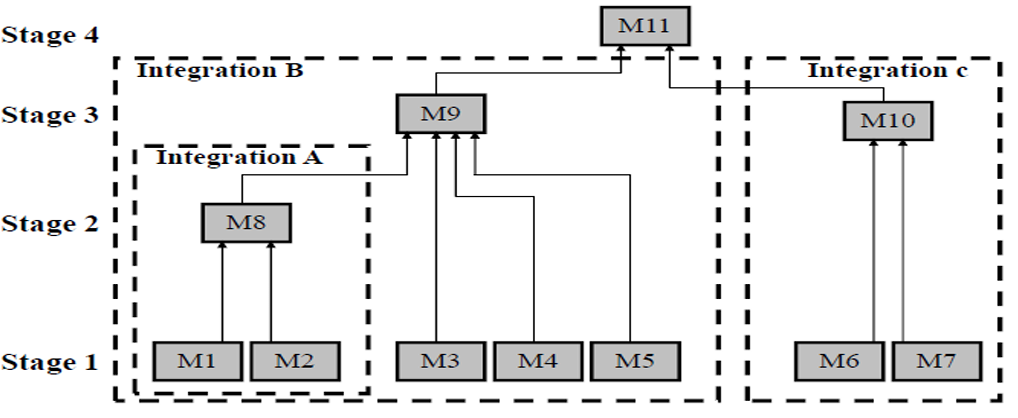 M11
Stage 4
Integration B
Integration c
Stage 3
M9
M10
Integration A
Stage 2
M8
Stage 1
M1
M2
M3
M4
M5
M6
M7